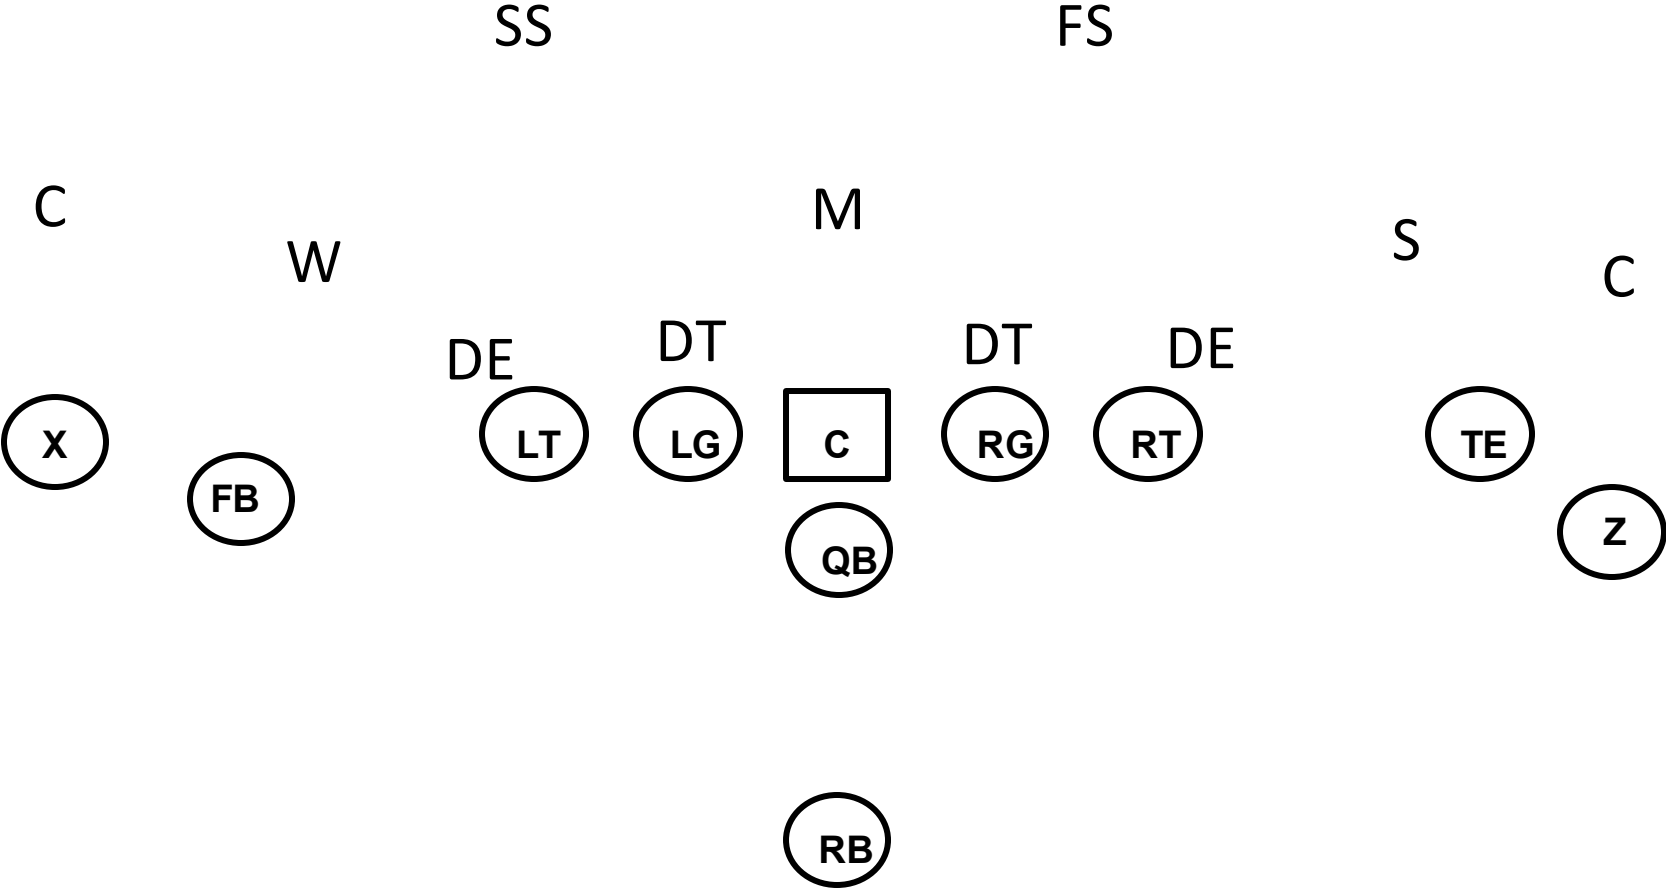 SS FS
C M
W S C
DE DT DT DE
X LT LG C RG RT TE
FB Z
QB
RB